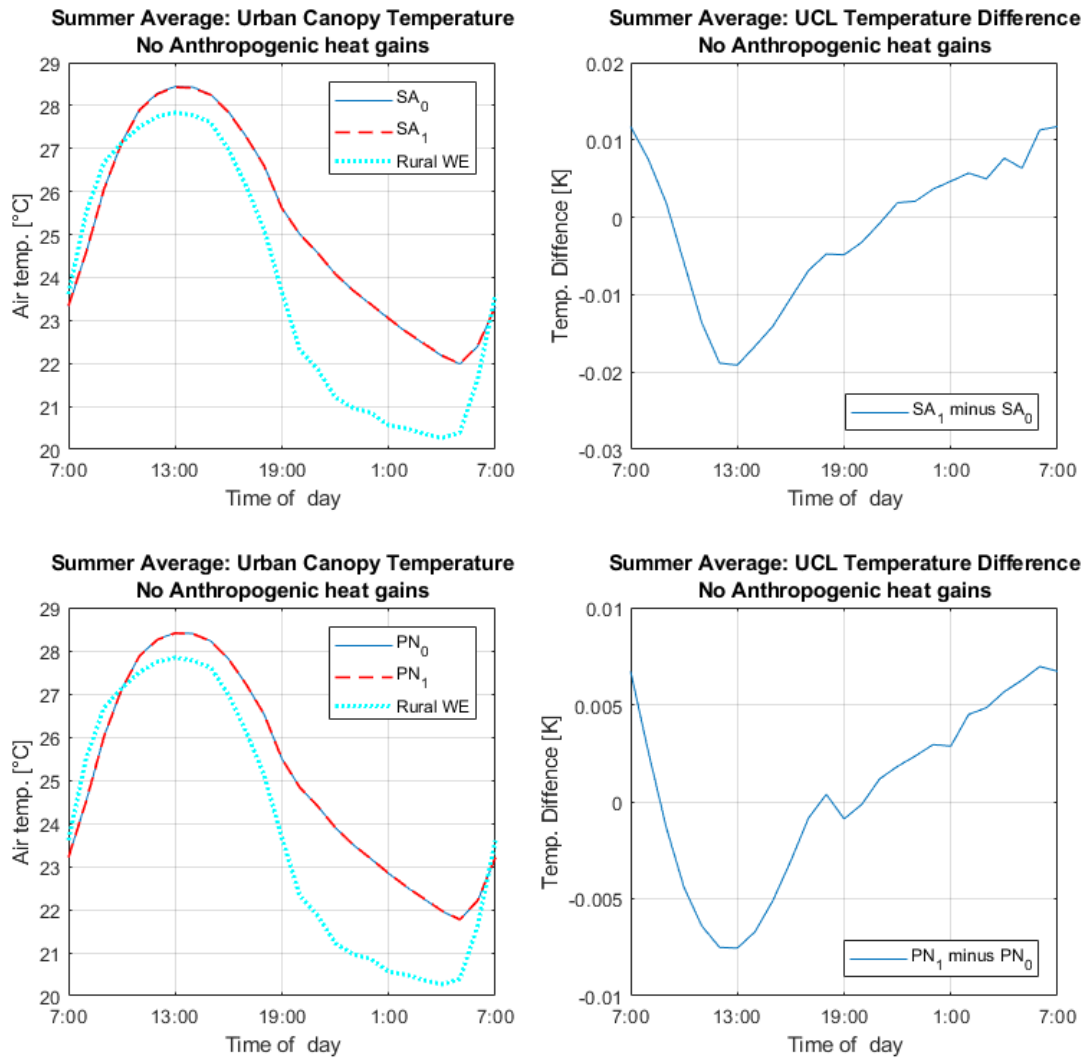 Summer Average: Urban Canopy Temperature
No Anthropogenic heat gains
29
28
27
26
25
24
23
22
21
20
Air temp. [°C]
SA₀
SA₁
Rural WE
7:00 13:00 19:00 1:00 7:00
Time of day
Summer Average: UCL Temperature Difference
No Anthropogenic heat gains
0.02
0.01
0
-0.01
-0.02
-0.03
Temp. Diffence [K]
SA₁ minus SA₀
7:00 13:00 19:00 1:00 7:00
Time of day
Summer Average: Urban Canopy Temperature
No Anthropogenic heat gains
29
28
27
26
25
24
23
22
21
20
Air temp. [°C]
PN₀
PN₁
Rural WE
7:00 13:00 19:00 1:00 7:00
Time of day
Summer Average: UCL Temperature Difference
No Anthropogenic heat gains
0.01
0.005
0
-0.005
-0.01
Temp. Diffence [K]
PN₁ minus PN₀
7:00 13:00 19:00 1:00 7:00
Time of day